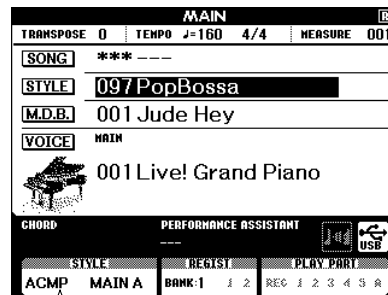 MAIN
TRANSPOSE 0 TEMPO ♩=160 4/4 MEASURE 001
SONG *** ---
STYLE 097 PopBossa
M.D.B. 001 Jude Hey
VOICE MAIN
001 Live! Grand Piano
CHORD PERFORMANCE ASSISTANT
---
USB
STYLE REGIST PLAY PART
ACMP MAIN A BANK:1 1 2 REC 1 2 3 4 5 A